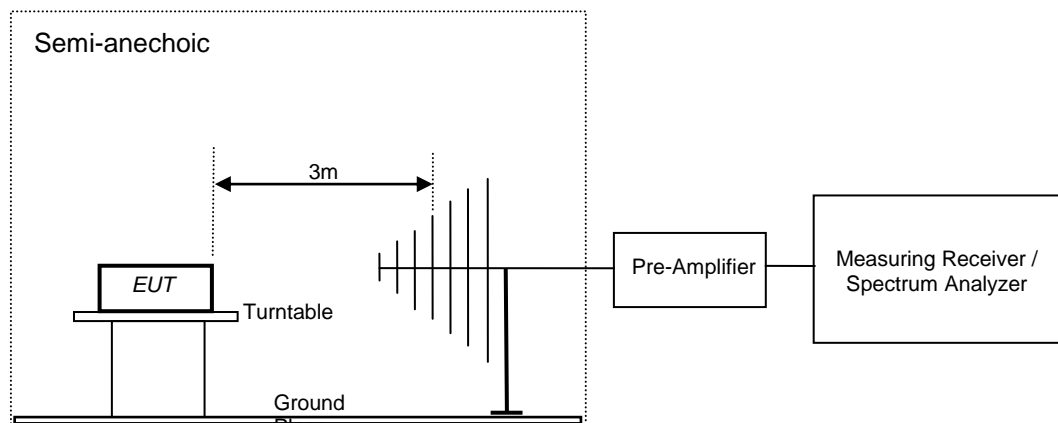 Semi-anechoic
3m
EUT
Turntable
Ground
Pre-Amplifier
Measuring Receiver /
Spectrum Analyzer